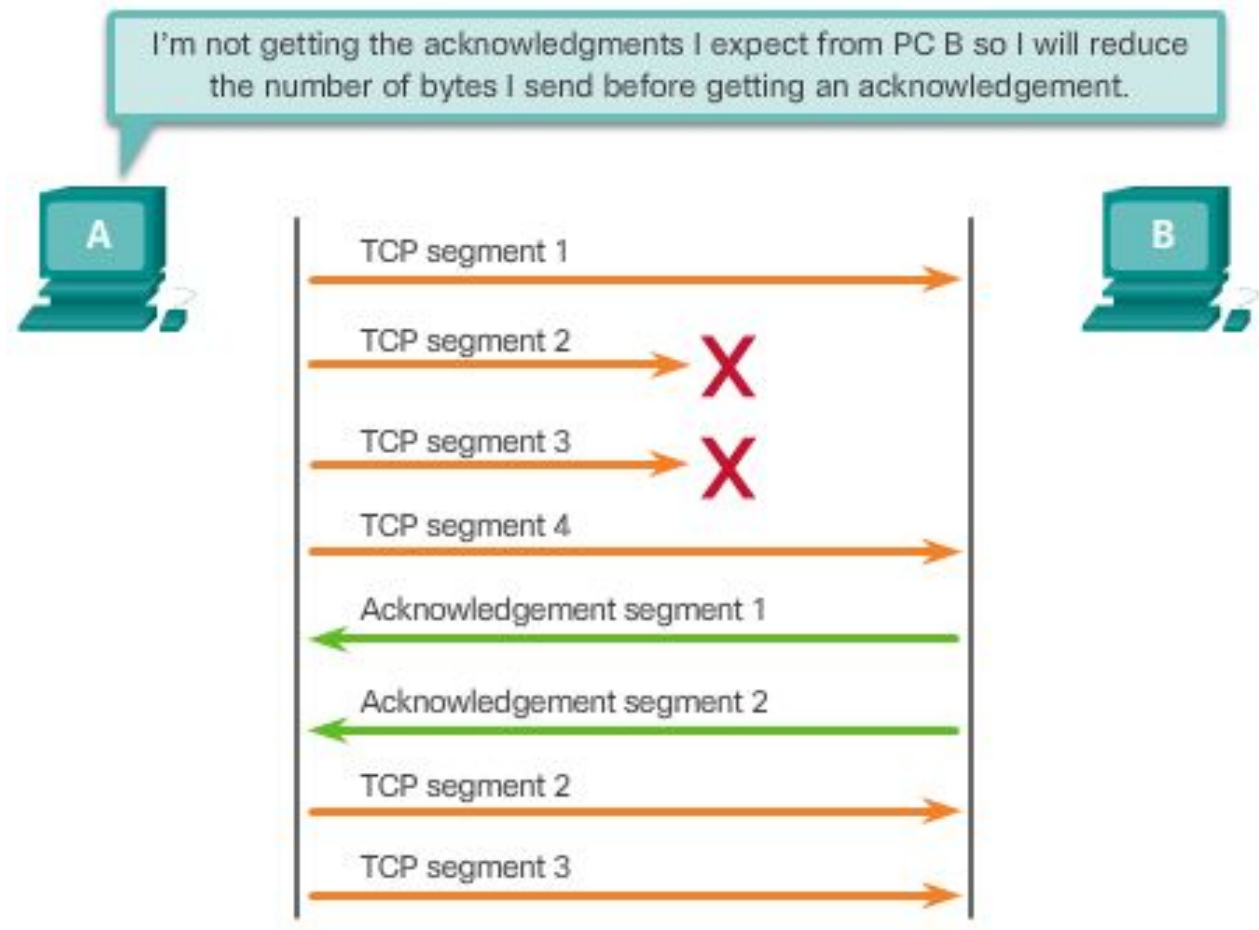 I'm not getting the acknowledgments I expect from PC B so I will reduce
the number of bytes I send before getting an acknowledgement.
A
B
TCP segment 1
TCP segment 2
X
TCP segment 3
X
TCP segment 4
Acknowledgement segment 1
Acknowledgement segment 2
TCP segment 2
TCP segment 3